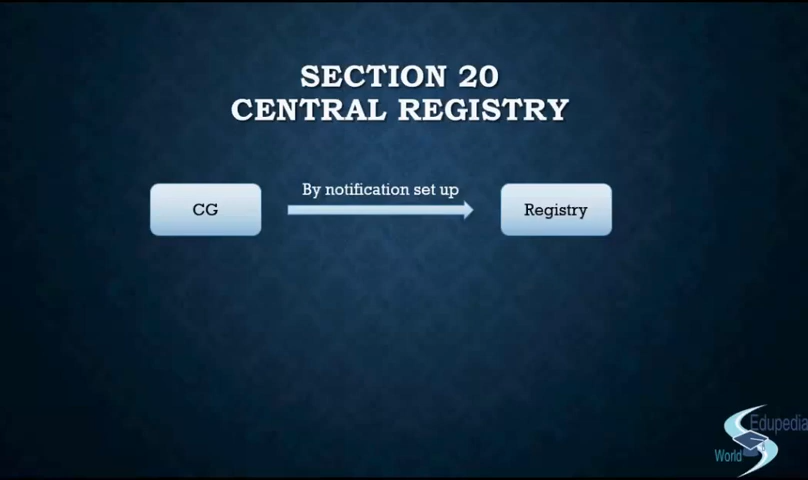 SECTION 20
CENTRAL REGISTRY
By notification set up
CG
Registry
Edupedia
World